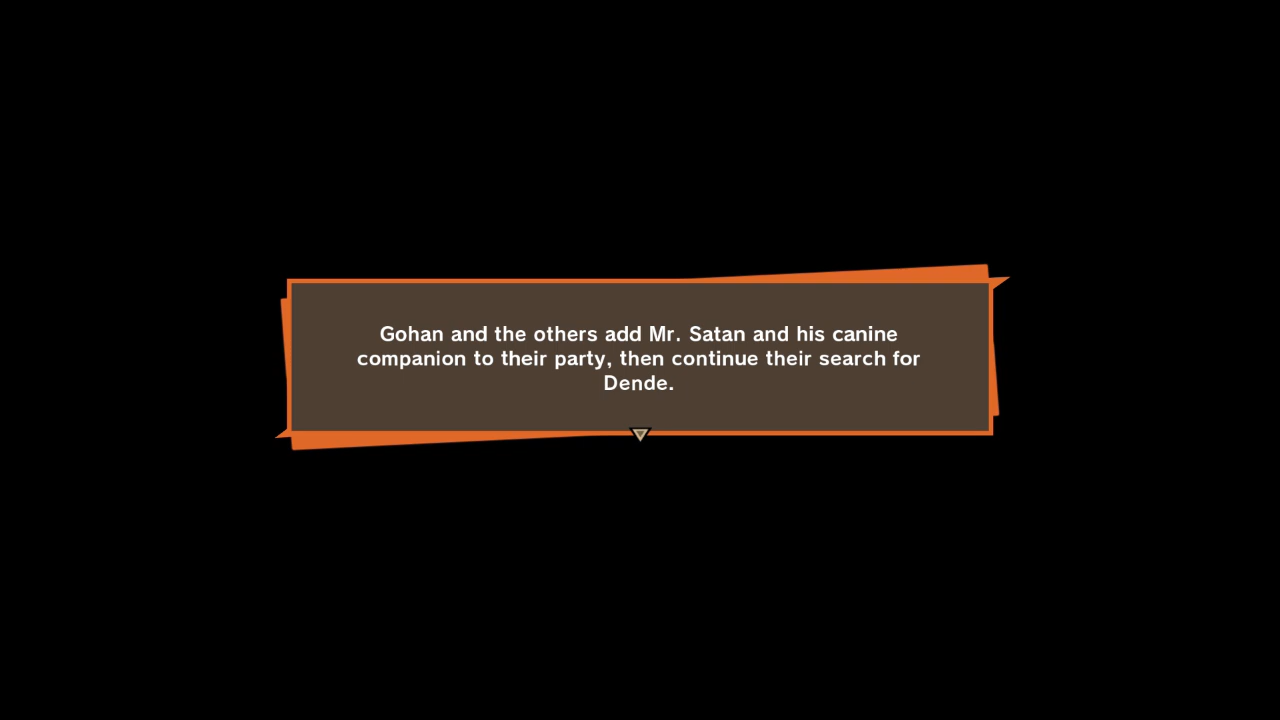 Gohan and the others add Mr. Satan and his canine
companion to their party, then continue their search for
Dende.